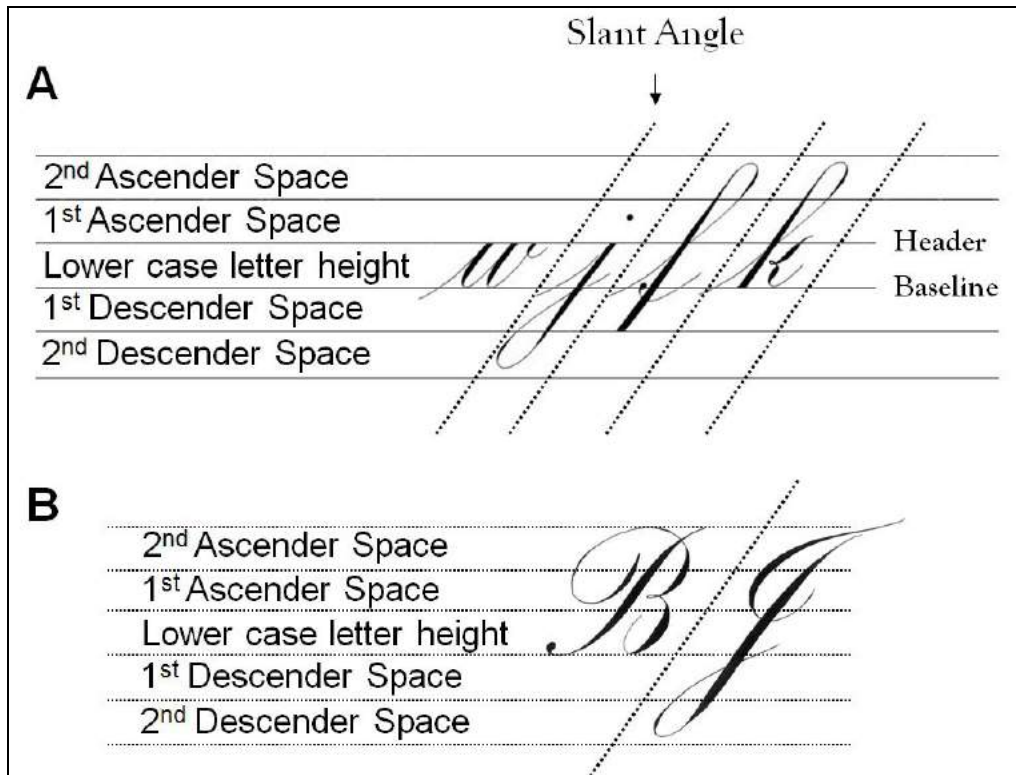 Slant Angle
A
2nd Ascender Space
1st Ascender Space
Lower case letter height
1st Descender Space
2nd Descender Space
w j f k
Header
Baseline
B
2nd Ascender Space
1st Ascender Space
Lower case letter height
1st Descender Space
2nd Descender Space
B J